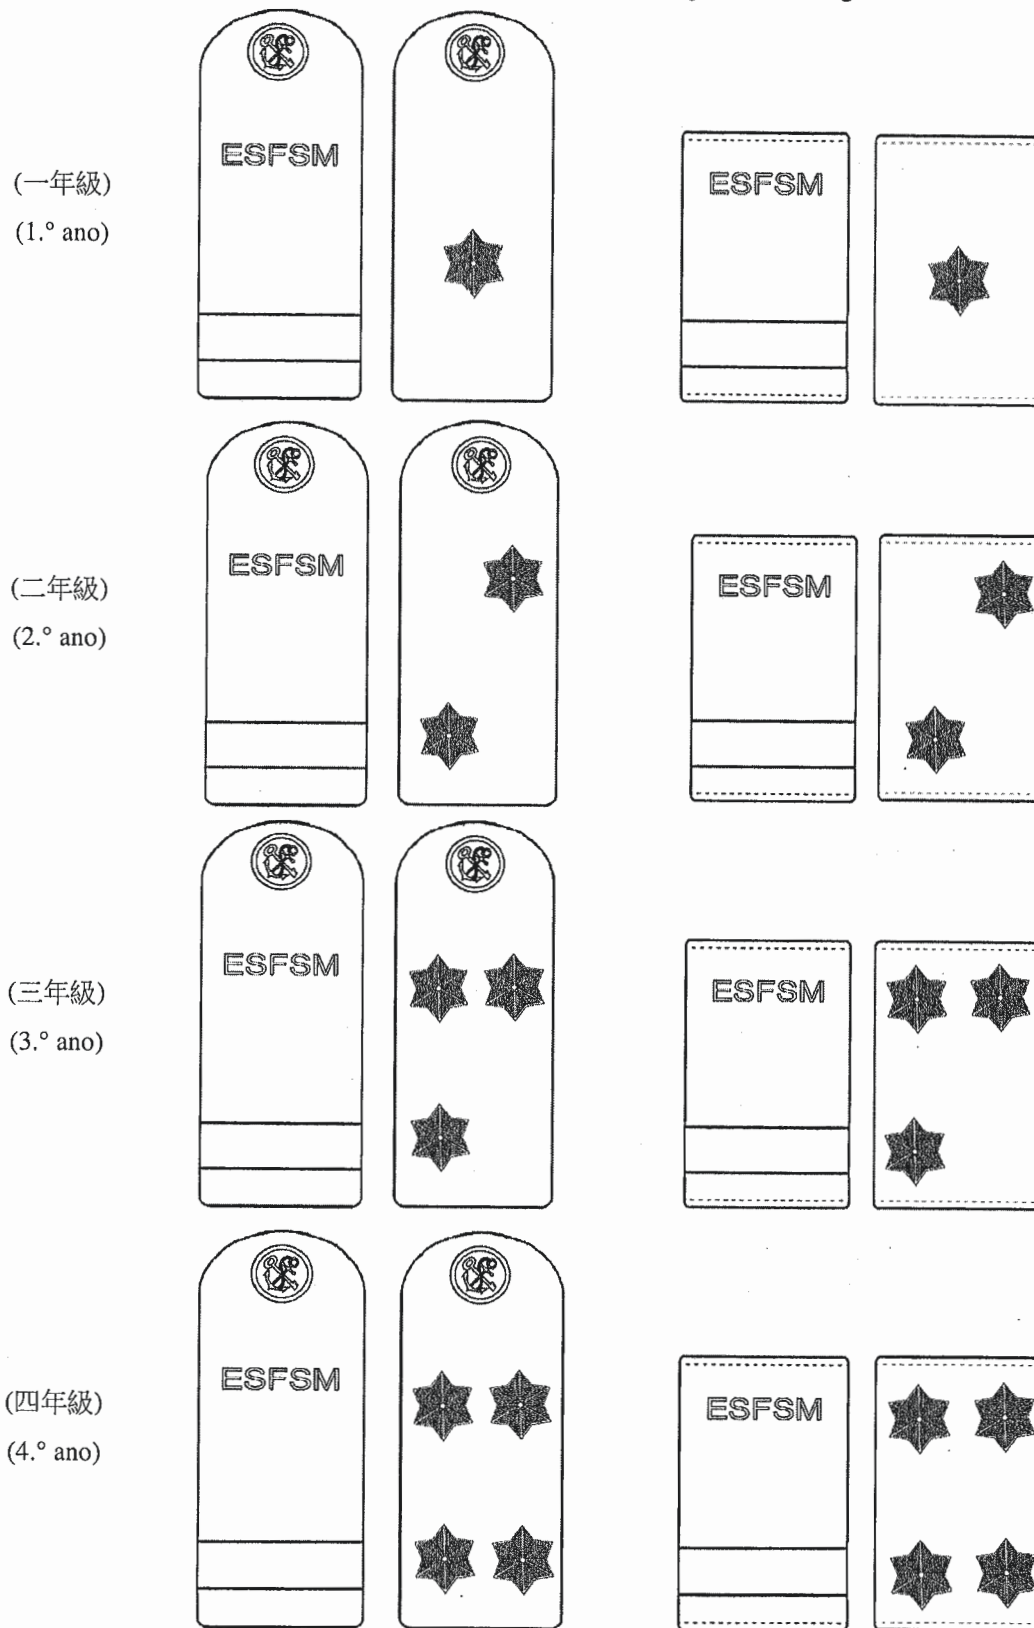 ESFSM
ESFSM
(一年級)
(1.º ano)
ESFSM
ESFSM
(二年級)
(2.º ano)
ESFSM
ESFSM
(三年級)
(3.º ano)
ESFSM
ESFSM
(四年級)
(4.º ano)